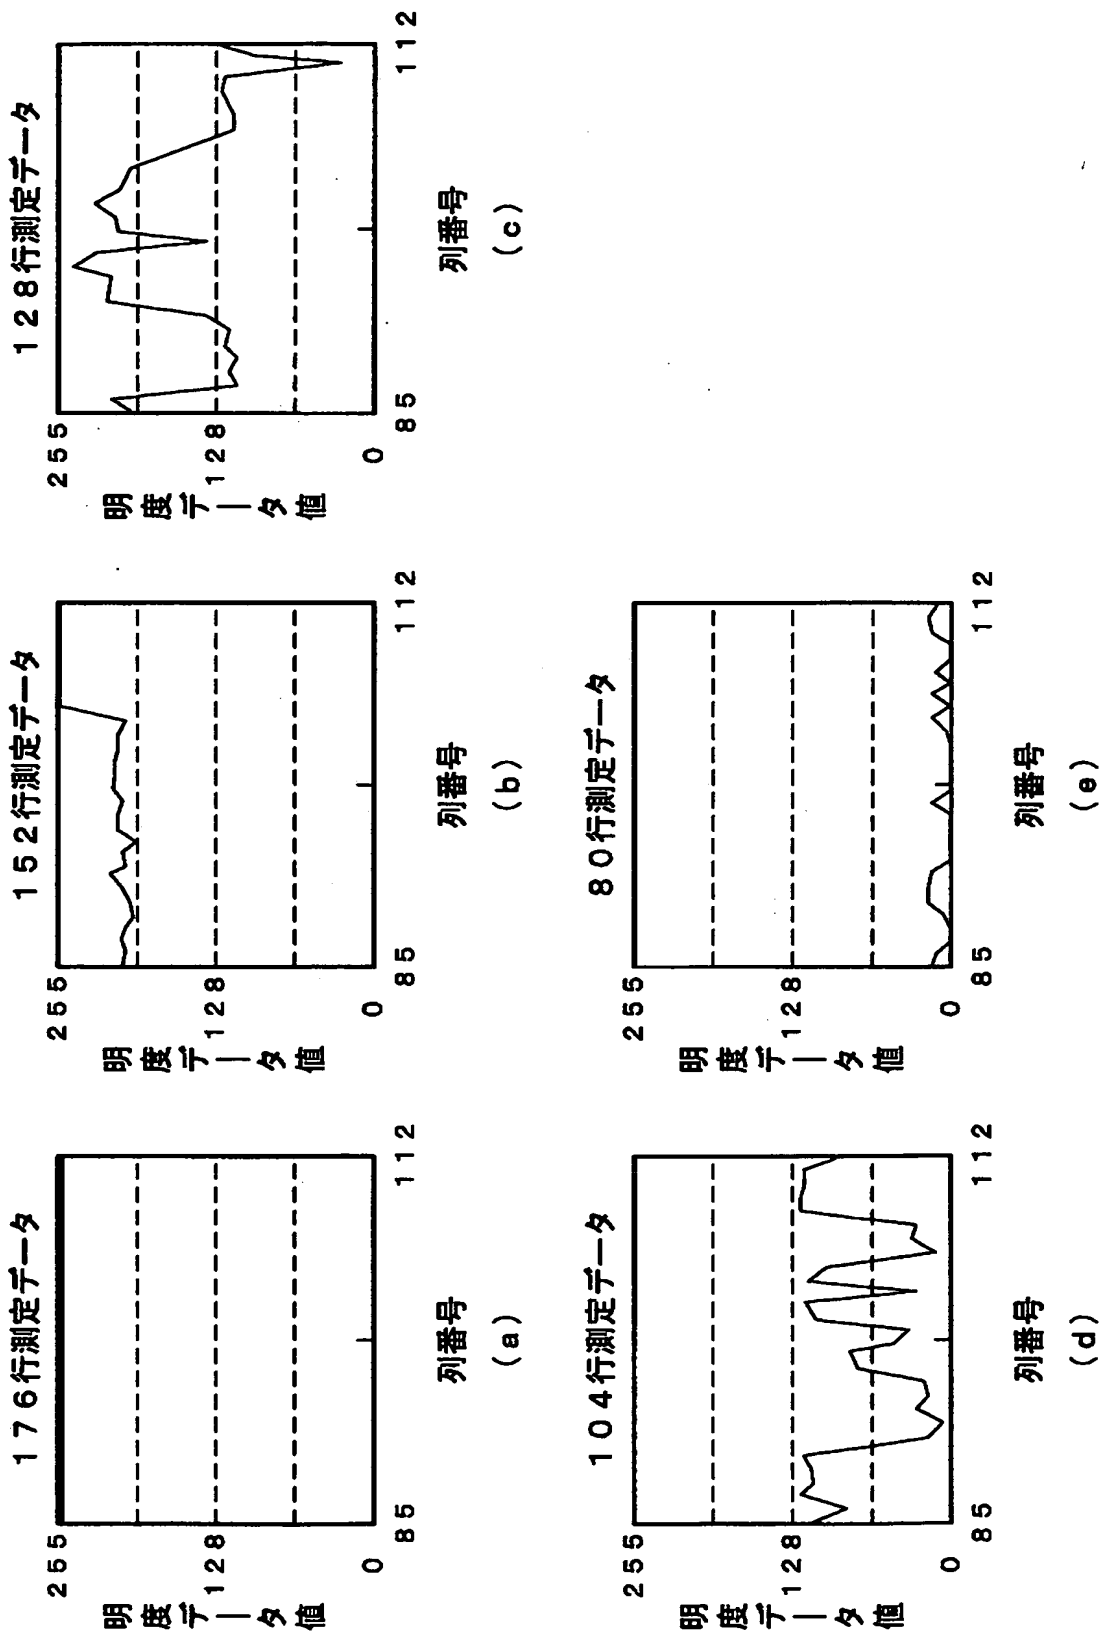 176行測定データ
255
128
0
明度データ値
85
112
列番号
(a)
152行測定データ
255
128
0
明度データ値
85
112
列番号
(b)
128行測定データ
255
128
0
明度データ値
85
112
列番号
(c)
104行測定データ
255
128
0
明度データ値
85
112
列番号
(d)
80行測定データ
255
128
0
明度データ値
85
112
列番号
(e)